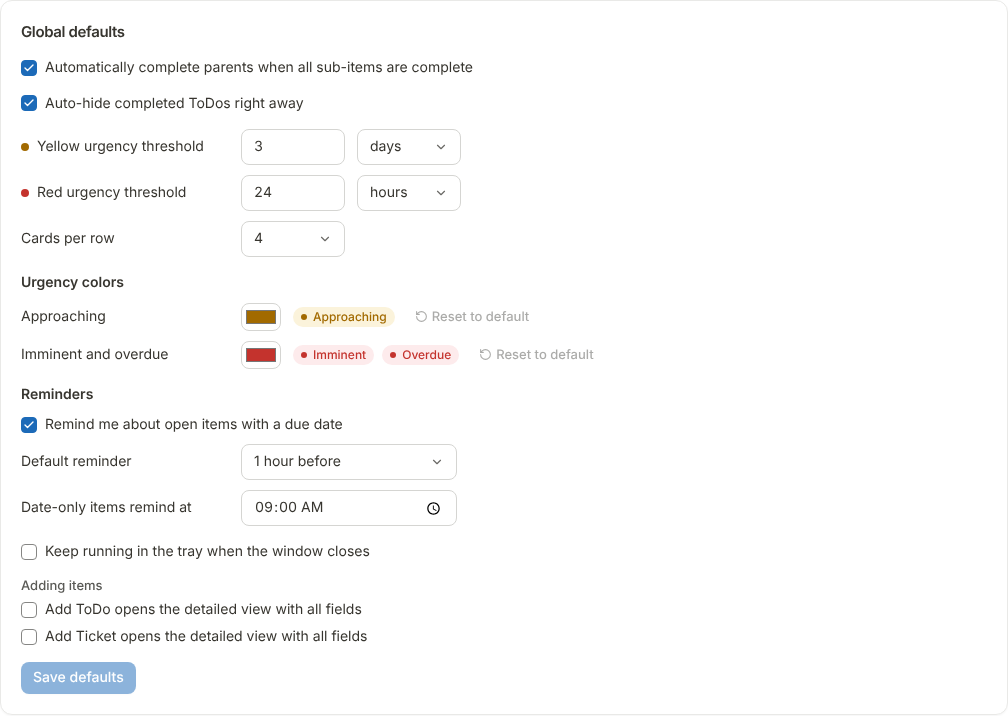 Global defaults
Automatically complete parents when all sub-items are complete
Auto-hide completed ToDos right away
Yellow urgency threshold 3 days
Red urgency threshold 24 hours
Cards per row 4
Urgency colors
Approaching Approaching Reset to default
Imminent and overdue Imminent Overdue Reset to default
Reminders
Remind me about open items with a due date
Default reminder 1 hour before
Date-only items remind at 09:00 AM
Keep running in the tray when the window closes
Adding items
Add ToDo opens the detailed view with all fields
Add Ticket opens the detailed view with all fields
Save defaults